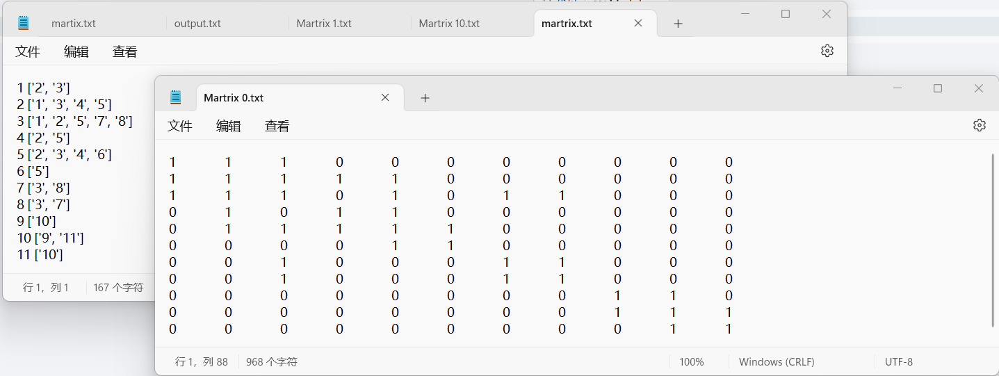 martix.txt
output.txt
Martrix 1.txt
Martrix 10.txt
martrix.txt
文件 编辑 查看
1 ['2', '3']
2 ['1', '3', '4', '5']
3 ['1', '2', '5', '7', '8']
4 ['2', '5']
5 ['2', '3', '4', '6']
6 ['5']
7 ['3', '8']
8 ['3', '7']
9 ['10']
10 ['9', '11']
11 ['10']
行 1，列 1 167 个字符
Martrix 0.txt
文件 编辑 查看
1 1 1 0 0 0 0 0 0 0 0
1 1 1 1 1 0 0 0 0 0 0
1 1 1 0 1 0 1 1 0 0 0
0 1 0 1 1 0 0 0 0 0 0
0 1 1 1 1 1 0 0 0 0 0
0 0 0 0 1 1 0 0 0 0 0
0 0 1 0 0 0 1 1 0 0 0
0 0 1 0 0 0 1 1 0 0 0
0 0 0 0 0 0 0 0 1 1 0
0 0 0 0 0 0 0 0 1 1 1
0 0 0 0 0 0 0 0 0 1 1
行 1，列 88 968 个字符 100% Windows (CRLF) UTF-8